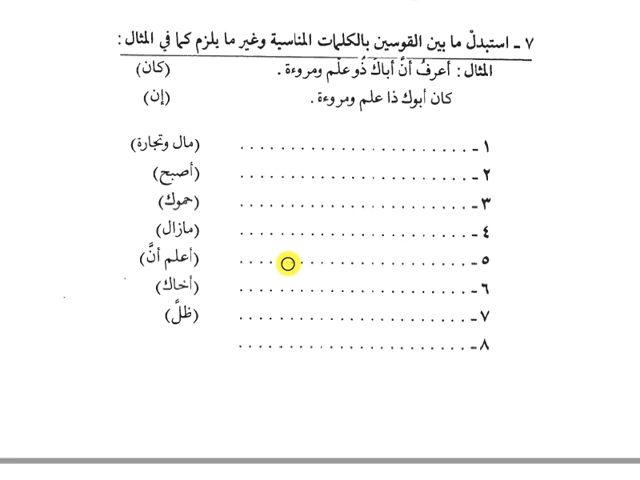 ٧ ـ استبدلْ ما بين القوسين بالكلمات المناسبة وغير ما يلزم كما في المثال :
المثال : أعرفُ أنَّ أباكَ ذُو علْم ومروءة . (كان)
كان أبوك ذا علم ومروءة . (إن)
١ ـ . . . . . . . . . . . . . . . . . . . . . . (مال وتجارة)
٢ ـ . . . . . . . . . . . . . . . . . . . . . . (أصبح)
٣ ـ . . . . . . . . . . . . . . . . . . . . . . (حموك)
٤ ـ . . . . . . . . . . . . . . . . . . . . . . (مازال)
٥ ـ . . . . . . . . . . . . . . . . . . . . . . (أعلم أنَّ)
٦ ـ . . . . . . . . . . . . . . . . . . . . . . (أخاك)
٧ ـ . . . . . . . . . . . . . . . . . . . . . . (ظلَّ)
٨ ـ . . . . . . . . . . . . . . . . . . . . . .